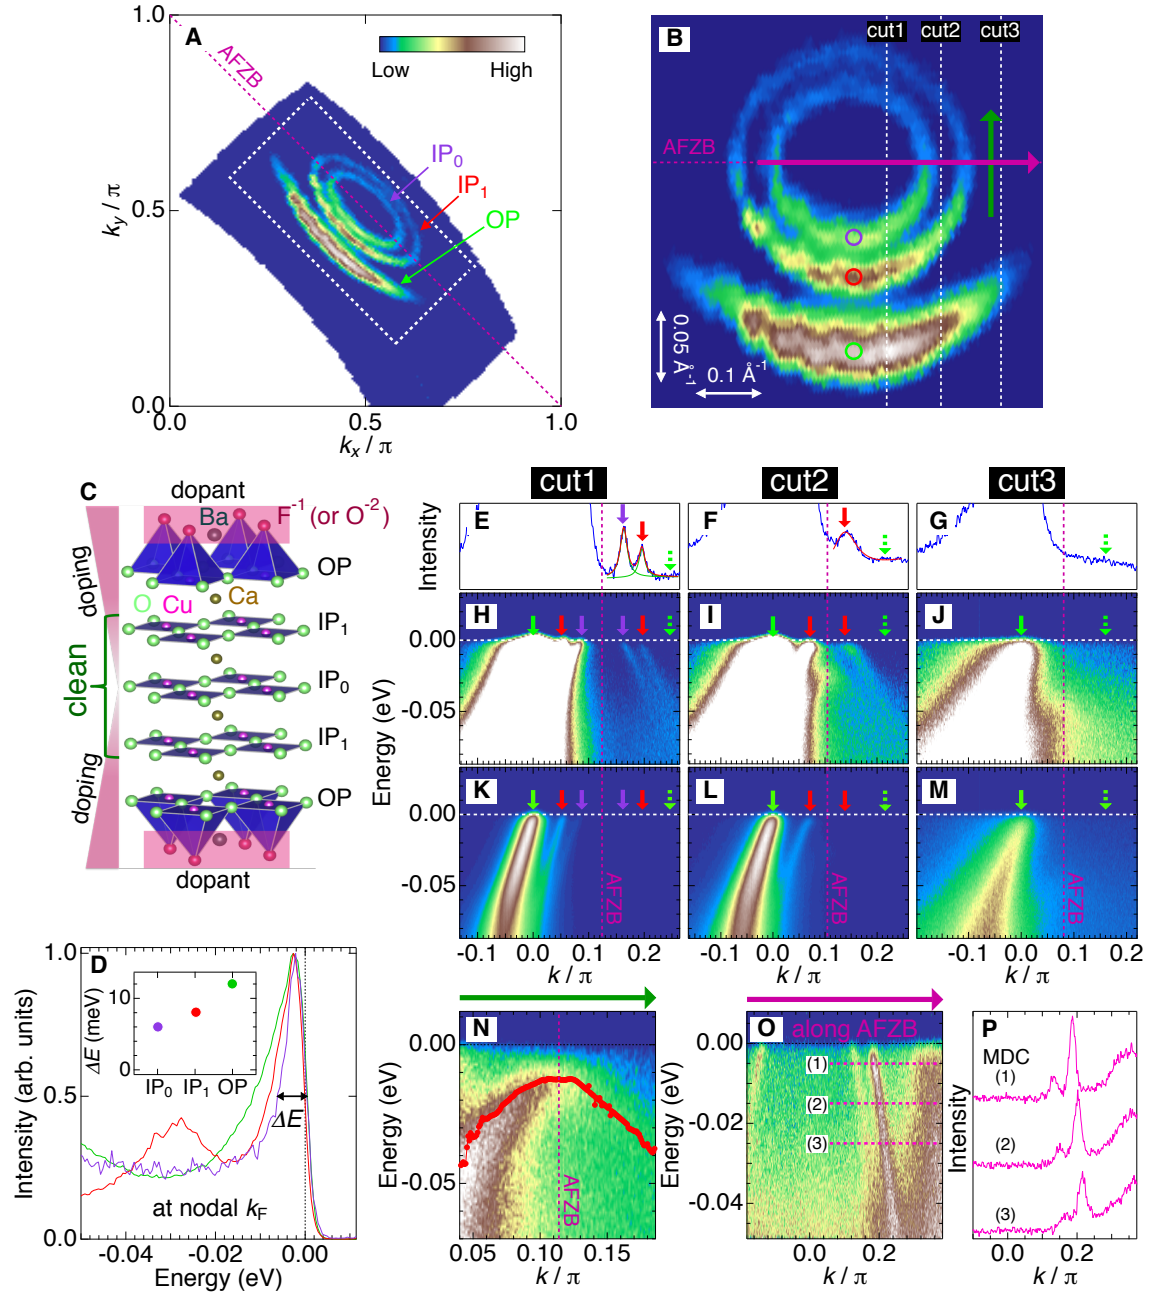 A
AFZB
Low High
IP0
IP1
OP
1.0
0.5
0.0
0.0 0.5 1.0
ky / π
kx / π
B
cut1 cut2 cut3
AFZB
0.05 Å-1
0.1 Å-1
C
dopant
Ba
F-1 (or O-2)
OP
O Cu Ca
IP1
IP0
IP1
OP
dopant
doping
clean
doping
cut1 cut2 cut3
E F G
Intensity
H I J
0.00
-0.05
Energy (eV)
K L M
0.00
-0.05
AFZB AFZB AFZB
-0.1 0.0 0.1 0.2 -0.1 0.0 0.1 0.2 -0.1 0.0 0.1 0.2
k / π k / π k / π
D
1.0
0.5
0.0
Intensity (arb. units)
10
0
ΔE (meV)
IP0 IP1 OP
ΔE
at nodal kF
-0.04 -0.02 0.00
Energy (eV)
N
0.00
-0.05
Energy (eV)
AFZB
0.05 0.10 0.15
k / π
O along AFZB
0.00
-0.02
-0.04
Energy (eV)
(1)
(2)
(3)
0.0 0.2
k / π
P
MDC
(1)
(2)
(3)
Intensity
0.0 0.2
k / π